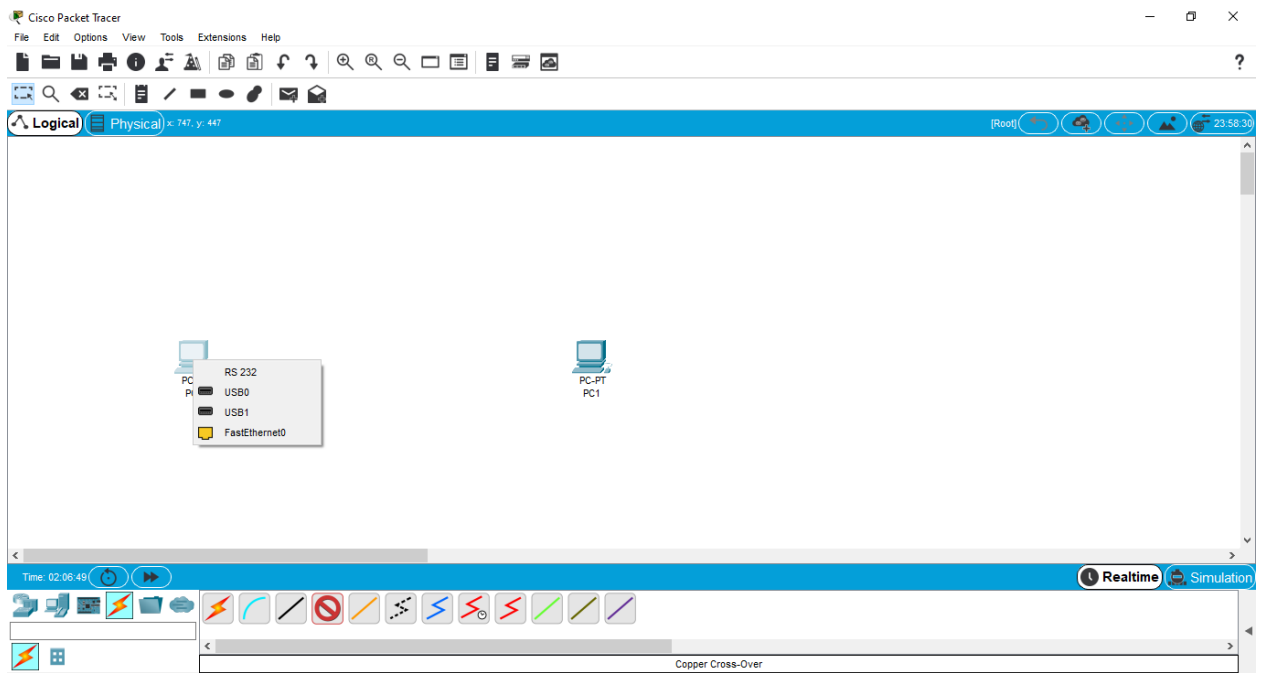 Cisco Packet Tracer
File Edit Options View Tools Extensions Help
?
Logical Physical x: 747, y: 447 [Root] 23:58:30
RS 232
USB0
USB1
FastEthernet0
PC-PT
PC1
Time: 02:06:49 Realtime Simulation
Copper Cross-Over